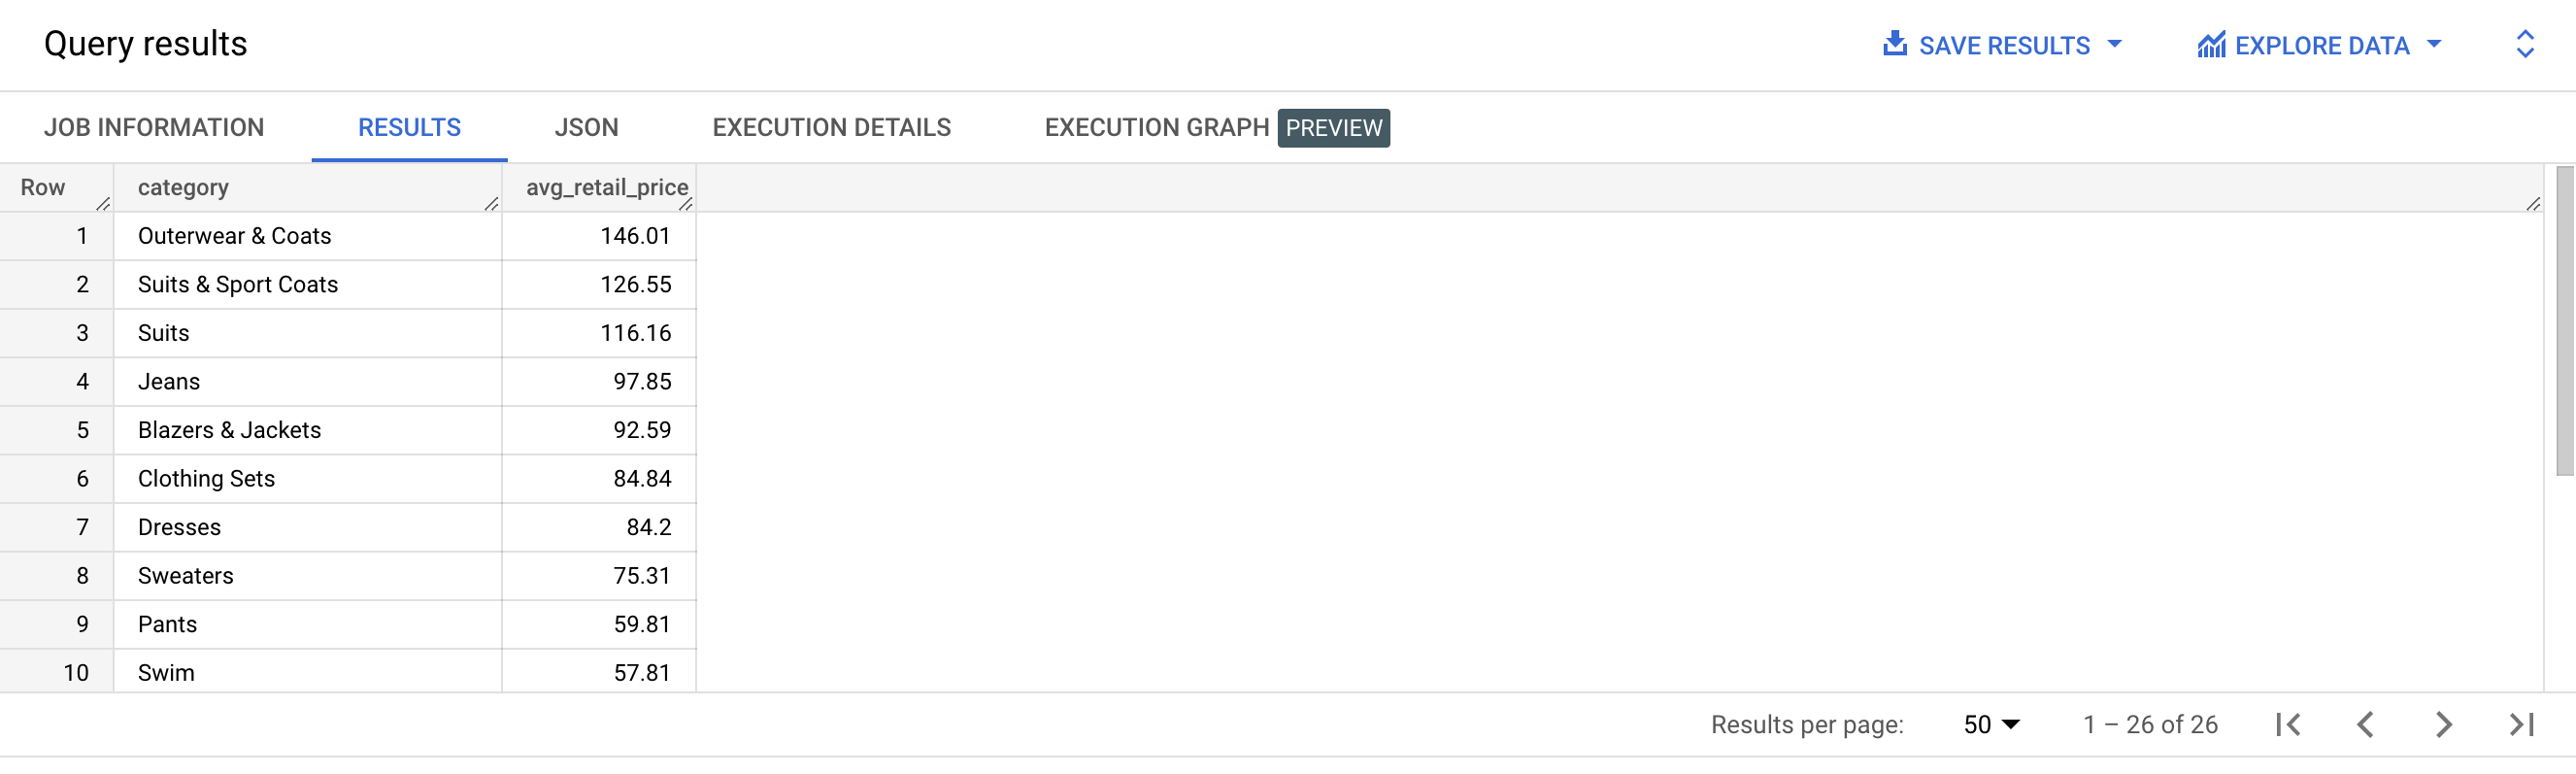 Query results
SAVE RESULTS
EXPLORE DATA
JOB INFORMATION RESULTS JSON EXECUTION DETAILS EXECUTION GRAPH PREVIEW
Row category avg_retail_price
1 Outerwear & Coats 146.01
2 Suits & Sport Coats 126.55
3 Suits 116.16
4 Jeans 97.85
5 Blazers & Jackets 92.59
6 Clothing Sets 84.84
7 Dresses 84.2
8 Sweaters 75.31
9 Pants 59.81
10 Swim 57.81
Results per page: 50 1 – 26 of 26